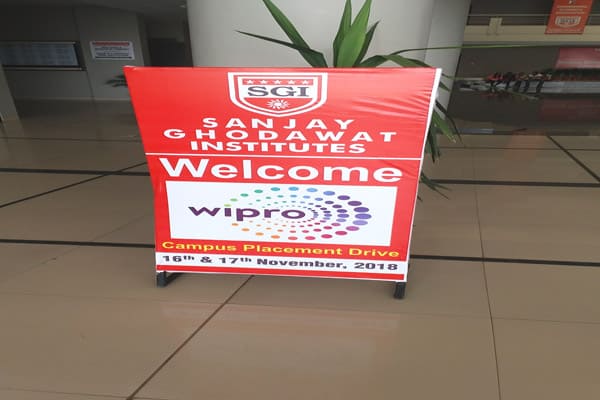 SGI
SANJAY
GHODAWAT
INSTITUTES
Welcome
wipro
Campus Placement Drive
16th & 17th November, 2018